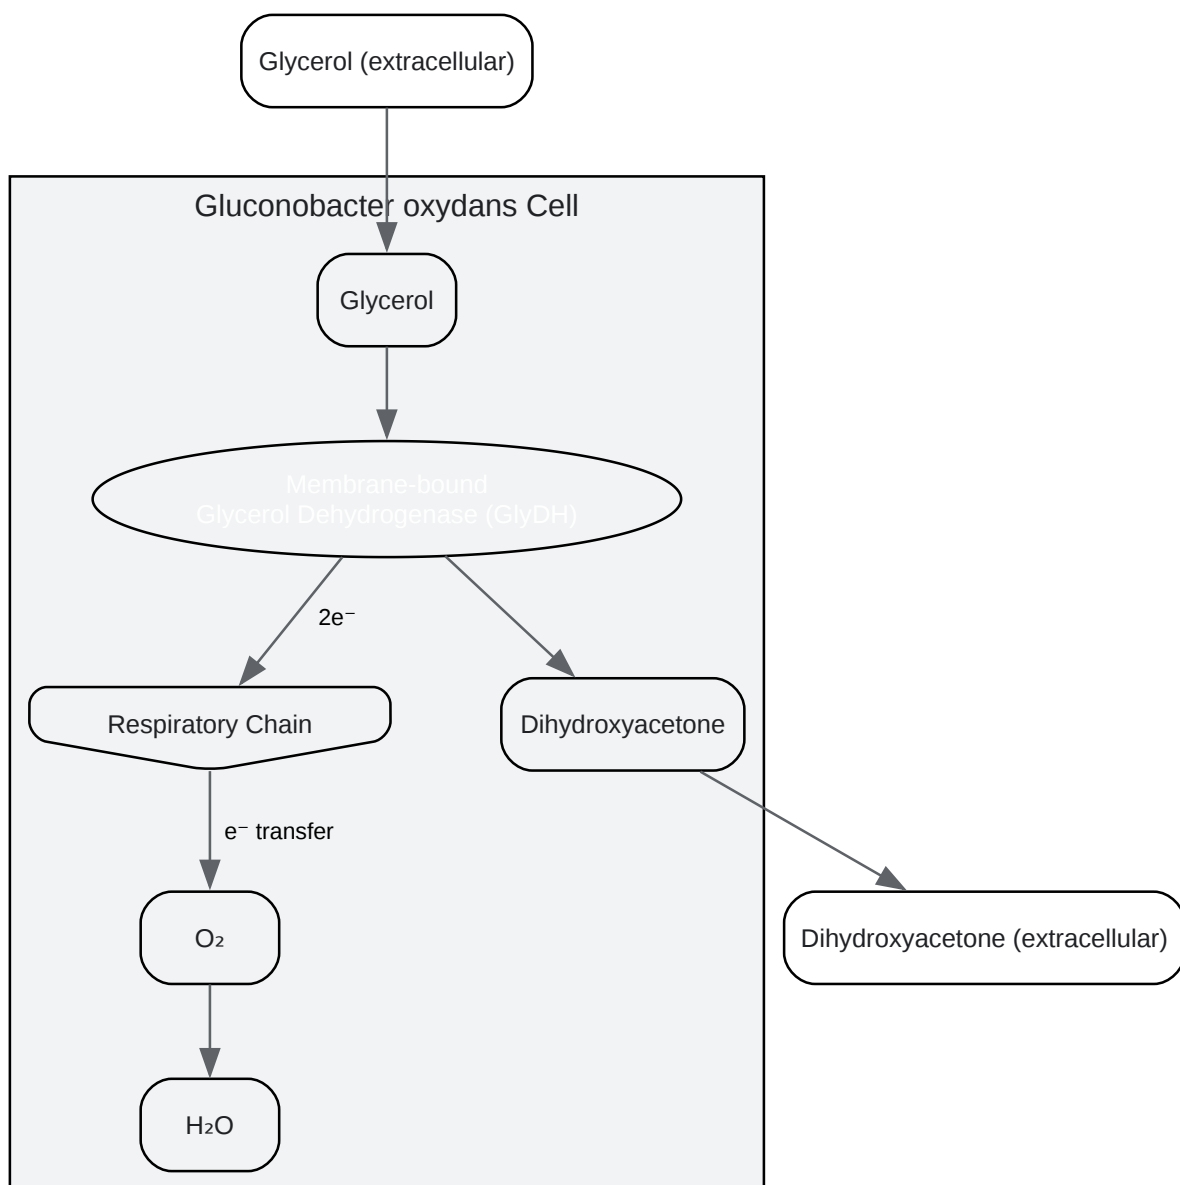 Glycerol (extracellular)
Gluconobacter oxydans Cell
Glycerol
Membrane-bound
Glycerol Dehydrogenase (GlyDH)
2e⁻
Respiratory Chain
Dihydroxyacetone
e⁻ transfer
O₂
Dihydroxyacetone (extracellular)
H₂O